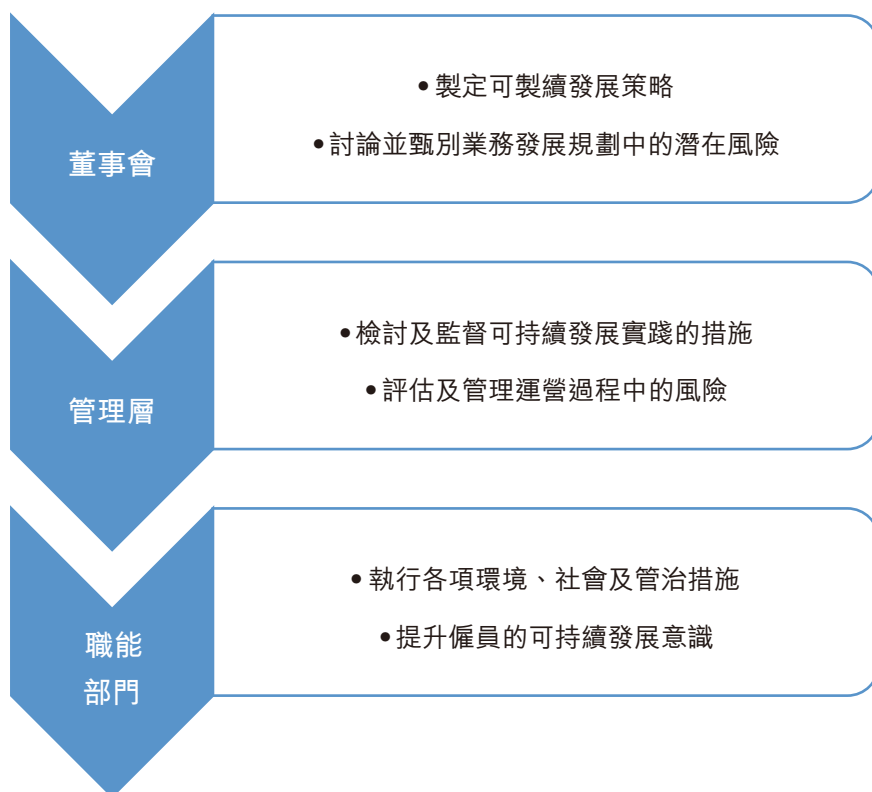 董事會
•製定可製續發展策略
•討論並甄別業務發展規劃中的潛在風險
管理層
•檢討及監督可持續發展實踐的措施
•評估及管理運營過程中的風險
職能
部門
•執行各項環境、社會及管治措施
•提升僱員的可持續發展意識